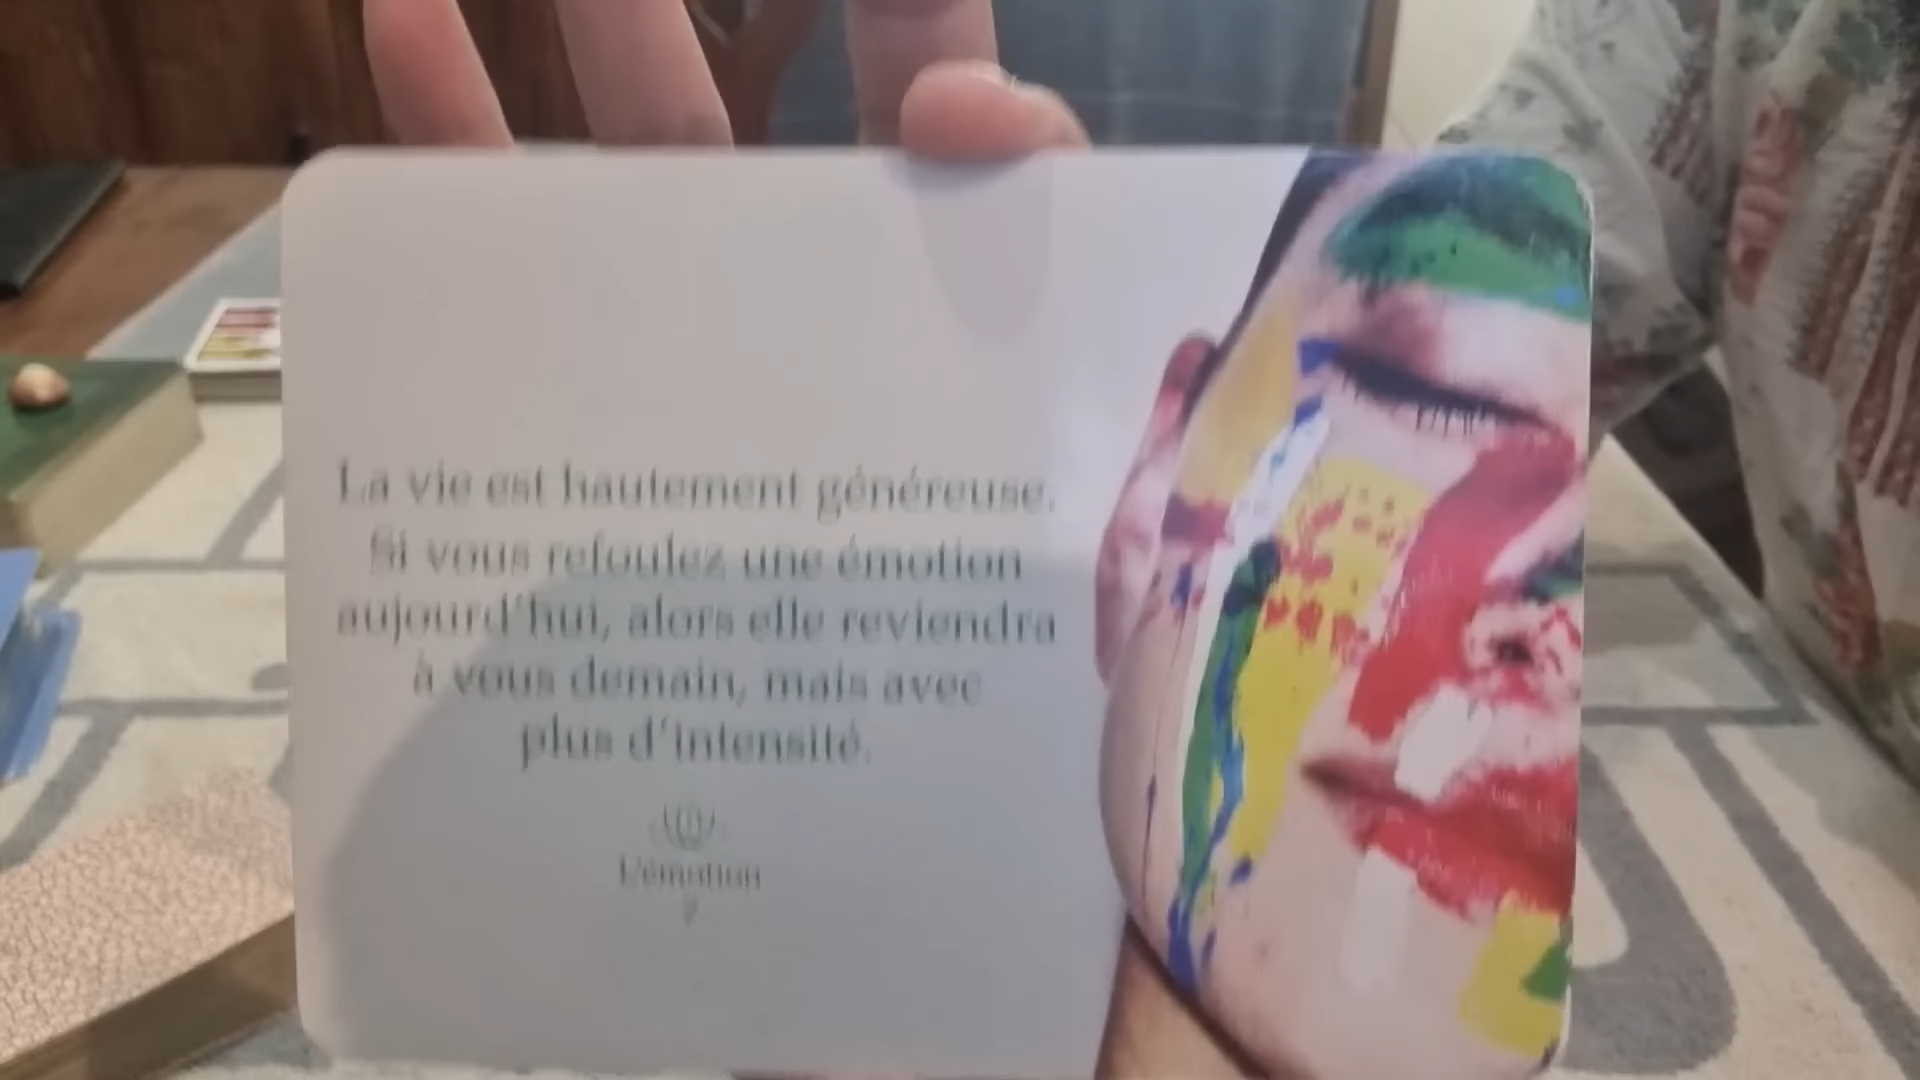 La vie est hautement généreuse.
Si vous refoulez une émotion
aujourd'hui, alors elle reviendra
à vous demain, mais avec
plus d'intensité.
L'émotion